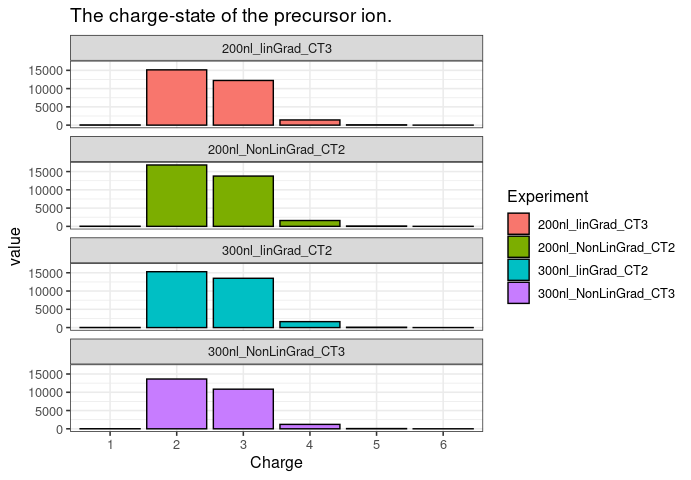 The charge-state of the precursor ion.
200nl_linGrad_CT3
15000
10000
5000
0
200nl_NonLinGrad_CT2
15000
10000
5000
0
300nl_linGrad_CT2
15000
10000
5000
0
300nl_NonLinGrad_CT3
15000
10000
5000
0
1 2 3 4 5 6
Charge
value
Experiment
200nl_linGrad_CT3
200nl_NonLinGrad_CT2
300nl_linGrad_CT2
300nl_NonLinGrad_CT3